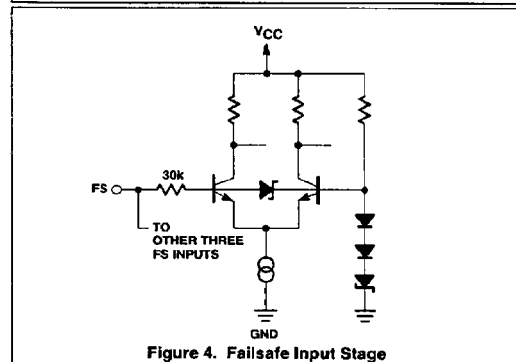 VCC
30k
FS
TO
OTHER THREE
FS INPUTS
GND
Figure 4. Failsafe Input Stage